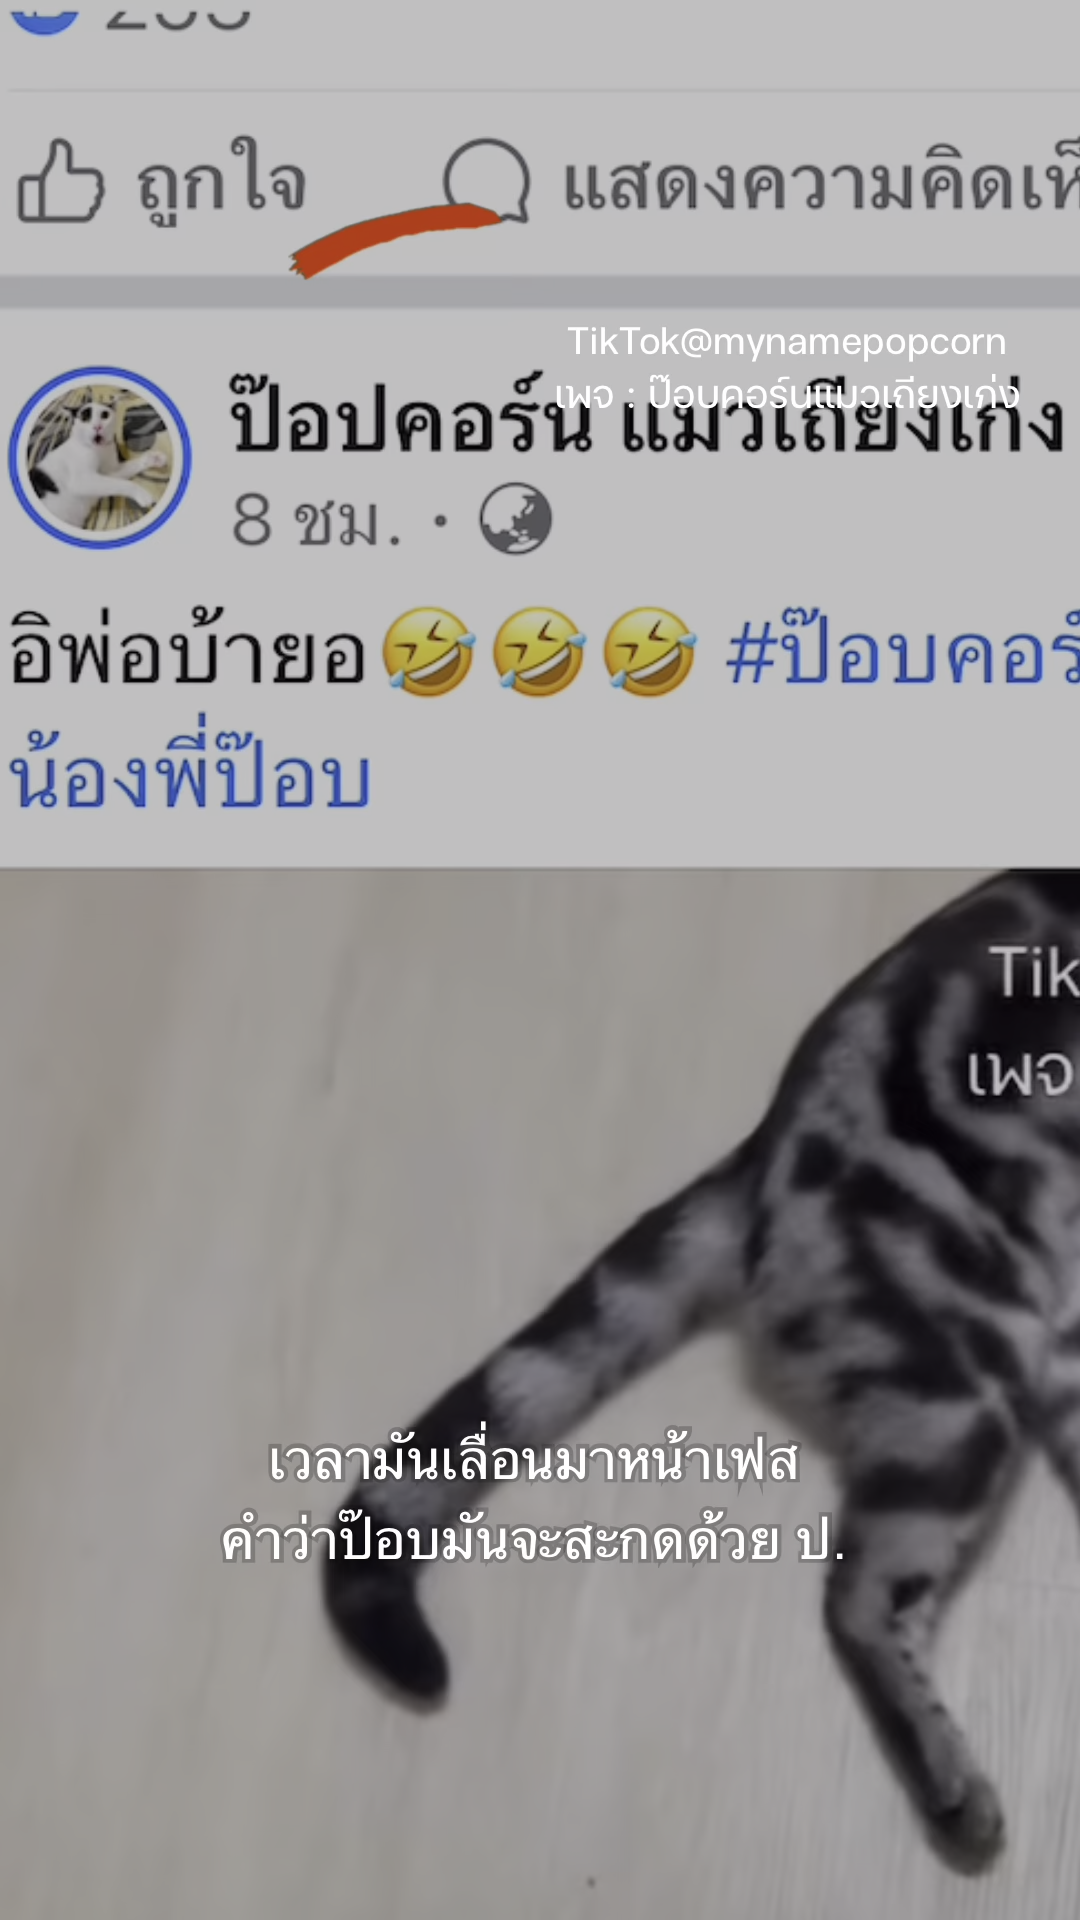 ถูกใจ
แสดงความคิดเห็
TikTok@mynamepopcorn
เพจ : ป๊อบคอร์นแมวเถียงเก่ง
ป๊อปคอร์น แมวเถียงเก่ง
8 ชม. ·
อิพ่อบ้ายอ🤣🤣🤣 #ป๊อบคอร์
น้องพี่ป๊อบ
Tik
เพจ
เวลามันเลื่อนมาหน้าเฟส
คำว่าป๊อบมันจะสะกดด้วย ป.